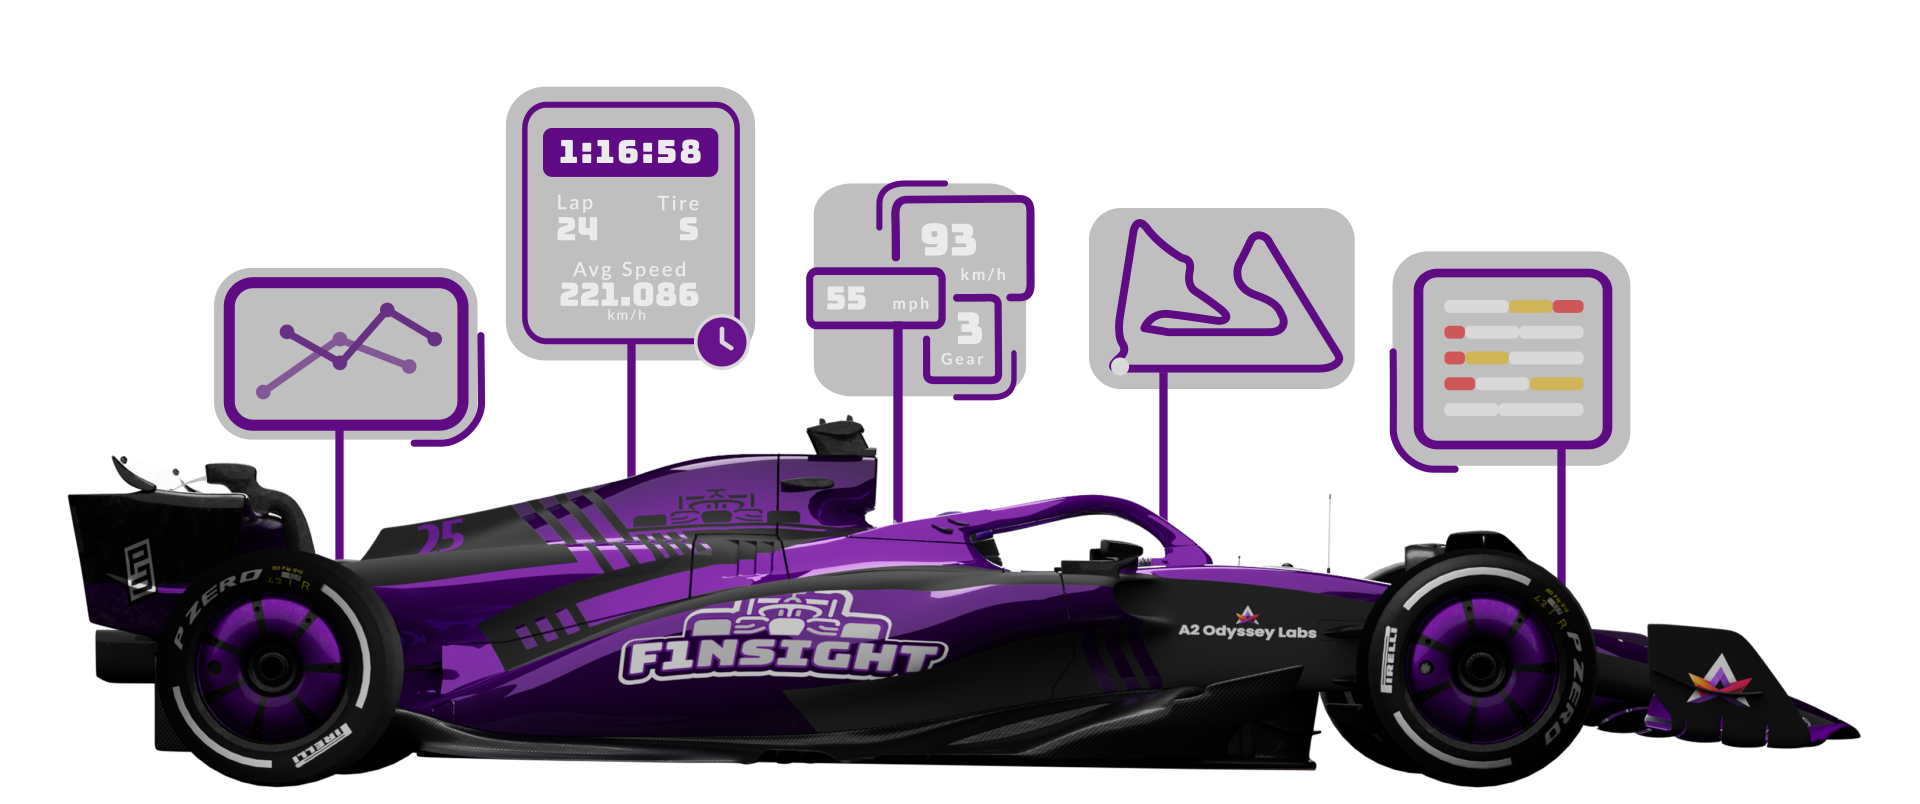 1:16:58
Lap
Tire
24
S
Avg Speed
221.086
km/h
93
km/h
55
mph
3
Gear
25
F1NSIGHT
A2 Odyssey Labs
P ZERO
PIRELLI
PIRELLI
P ZERO